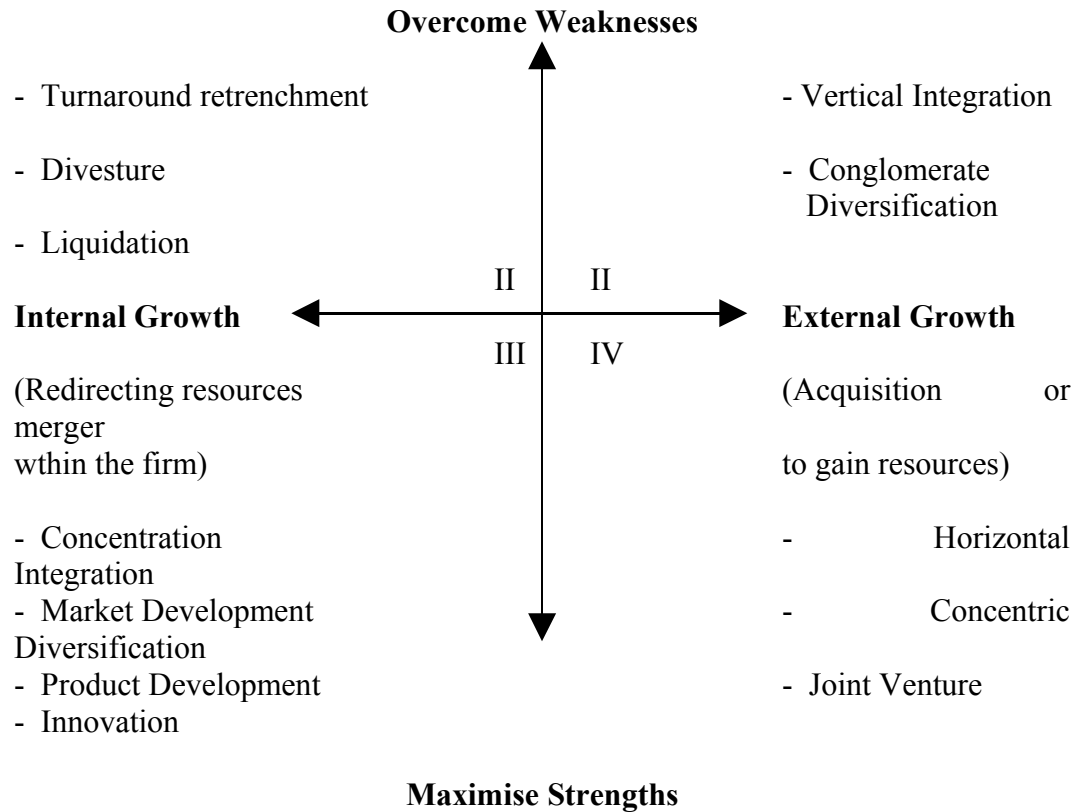 Overcome Weaknesses
- Turnaround retrenchment
- Vertical Integration
- Divesture
- Conglomerate
Diversification
- Liquidation
II II
Internal Growth
External Growth
III IV
(Redirecting resources
(Acquisition or
merger
wthin the firm)
to gain resources)
- Concentration
- Horizontal
Integration
- Market Development
- Concentric
Diversification
- Product Development
- Joint Venture
- Innovation
Maximise Strengths